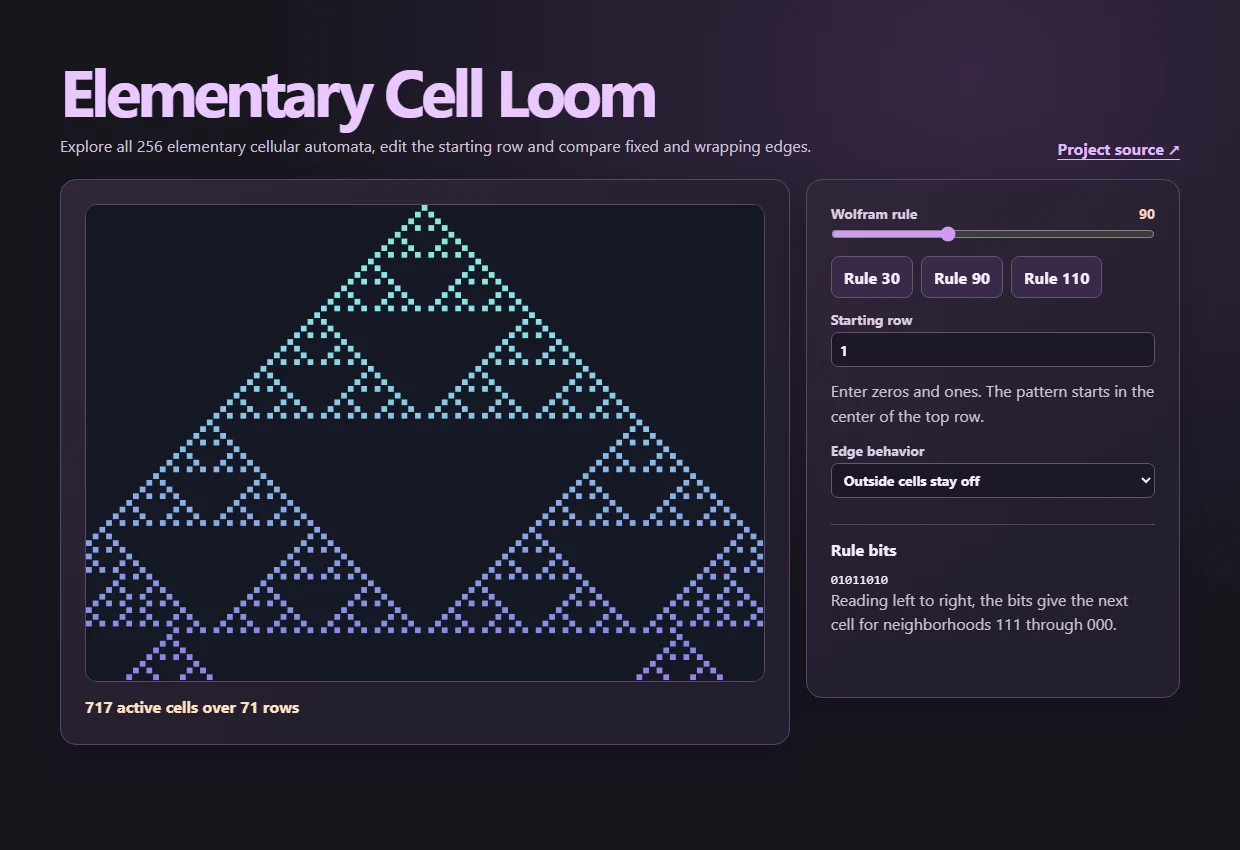 Elementary Cell Loom
Explore all 256 elementary cellular automata, edit the starting row and compare fixed and wrapping edges.
Project source ↗
717 active cells over 71 rows
Wolfram rule 90
Rule 30 Rule 90 Rule 110
Starting row
1
Enter zeros and ones. The pattern starts in the
center of the top row.
Edge behavior
Outside cells stay off
Rule bits
01011010
Reading left to right, the bits give the next
cell for neighborhoods 111 through 000.